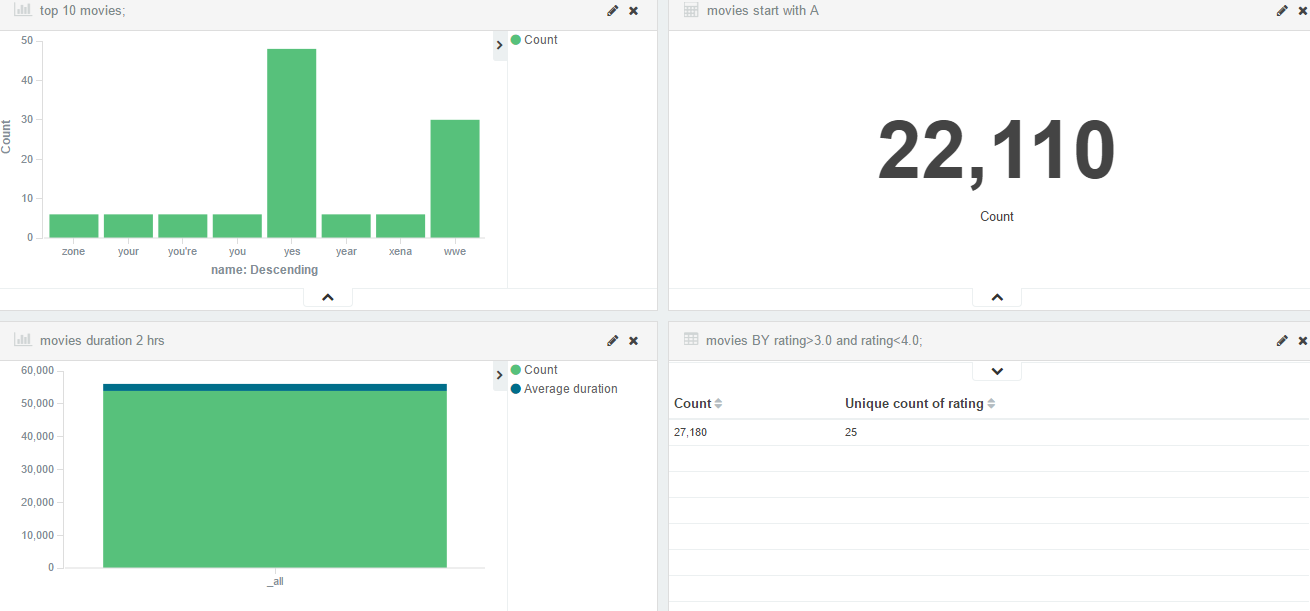 top 10 movies;
50
40
30
20
10
0
Count
zone your you're you yes year xena wwe
name: Descending
Count
movies start with A
22,110
Count
movies duration 2 hrs
60,000
50,000
40,000
30,000
20,000
10,000
0
_all
Count
Average duration
movies BY rating>3.0 and rating<4.0;
Count Unique count of rating
27,180 25